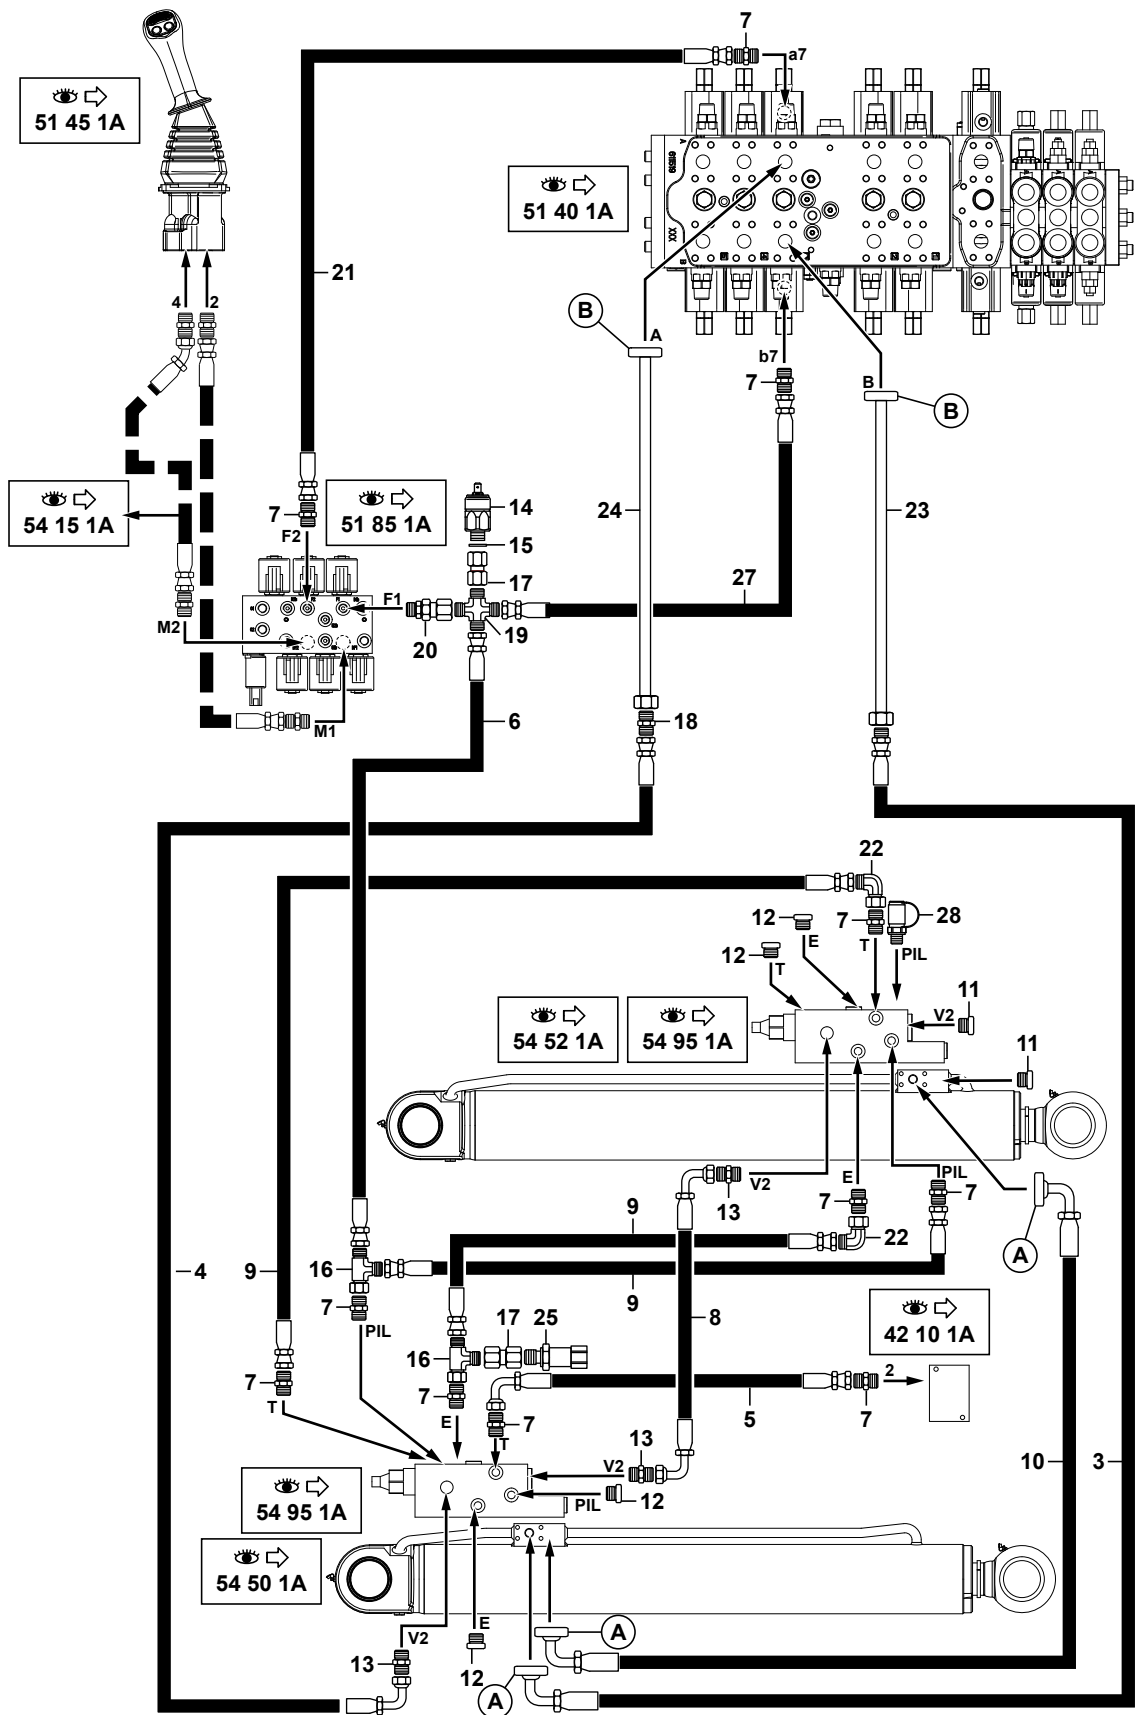 7
a7
51 45 1A
A
61539
51 40 1A
XXX
B
21
4
2
B
A
b7
7
B
B
54 15 1A
7
51 85 1A
14
24
23
F2
15
17
27
F1
M2
20
19
M1
6
18
22
12
E
7
28
12
T
T
PIL
11
V2
54 52 1A
54 95 1A
11
PIL
E
V2
7
7
13
9
22
A
4
9
16
9
7
8
PIL
17
25
42 10 1A
16
7
2
7
T
E
7
5
7
T
13
10
3
V2
54 95 1A
PIL
12
54 50 1A
E
V2
A
13
12
A